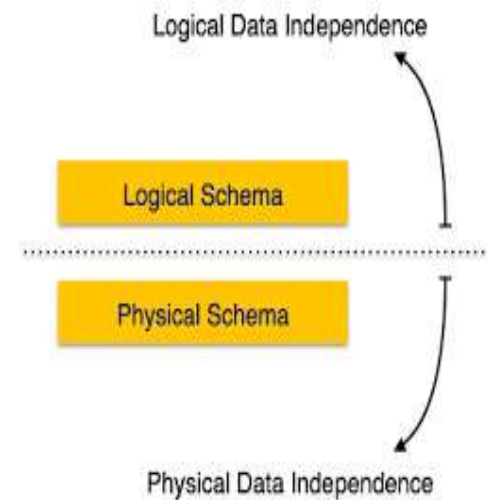 Logical Data Independence
Logical Schema
Physical Schema
Physical Data Independence